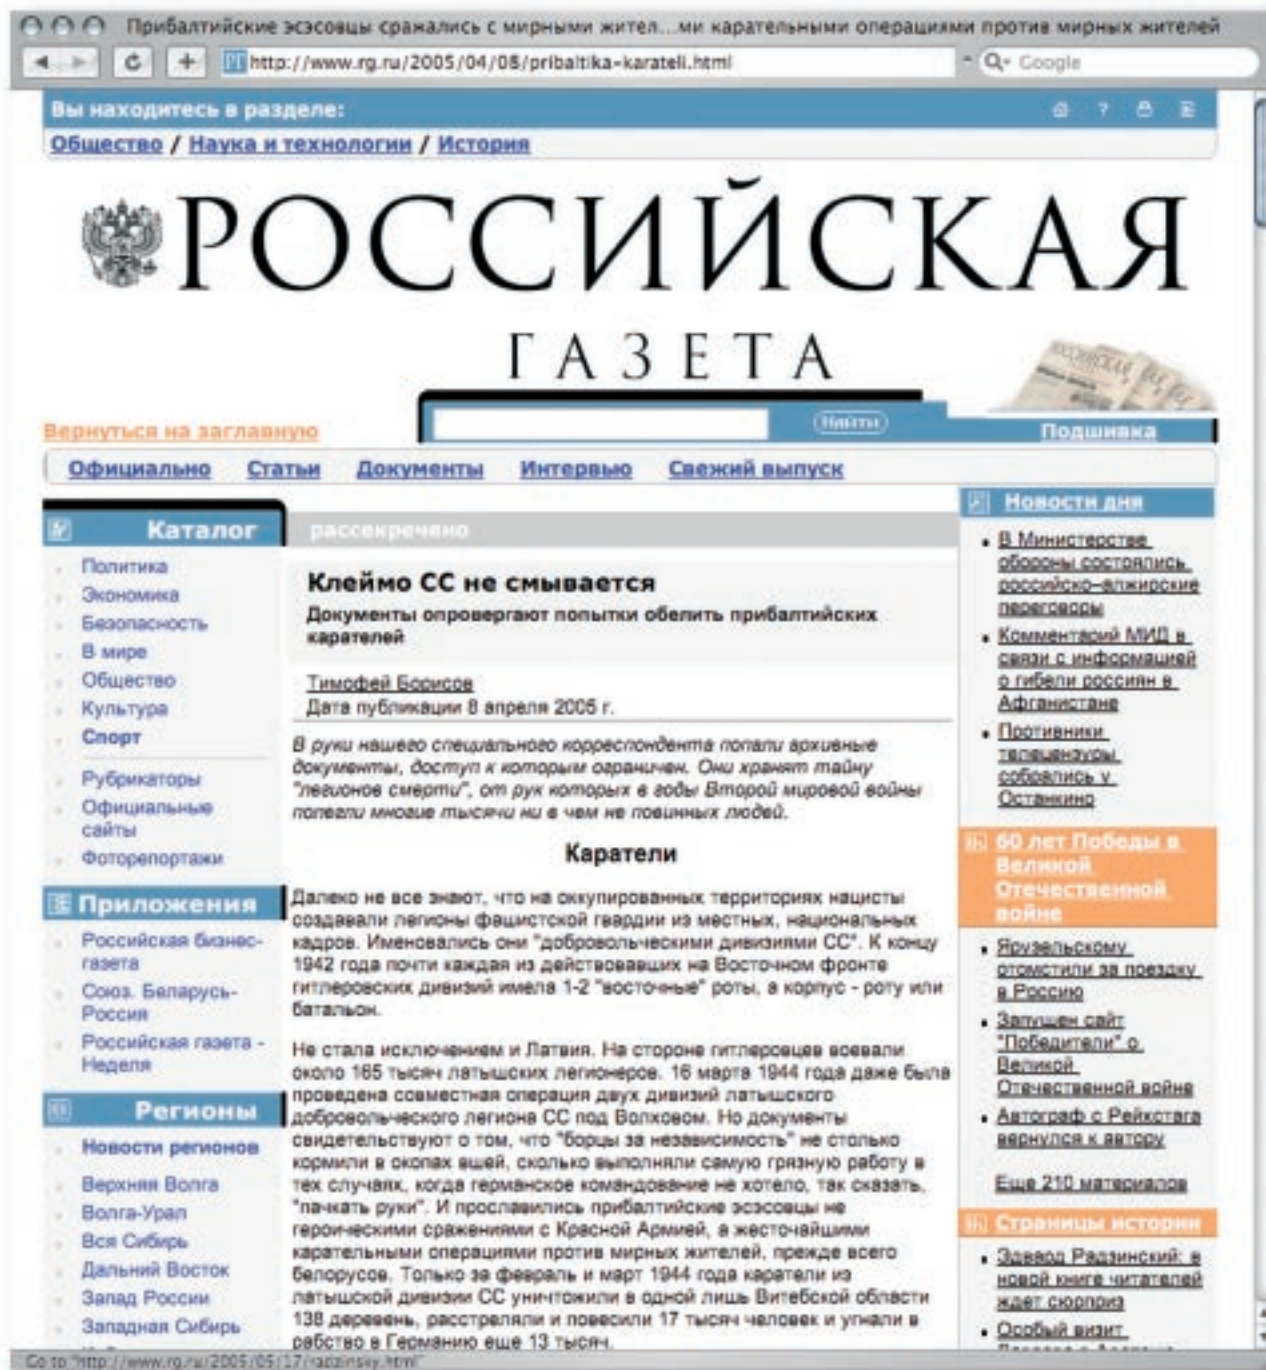 Прибалтийские эсэсовцы сражались с мирными жител...ми карательными операциями против мирных жителей
http://www.rg.ru/2005/04/08/pribaltika-karateli.html
Google
Вы находитесь в разделе:
Общество / Наука и технологии / История
РОССИЙСКАЯ
ГАЗЕТА
Найти
Вернуться на заглавную
Подшивка
Официально Статьи Документы Интервью Свежий выпуск
Каталог
Политика
Экономика
Безопасность
В мире
Общество
Культура
Спорт
Рубрикаторы
Официальные
сайты
Фоторепортажи
Приложения
Российская бизнес-
газета
Союз. Беларусь-
Россия
Российская газета -
Неделя
Регионы
Новости регионов
Верхняя Волга
Волга-Урал
Вся Сибирь
Дальний Восток
Запад России
Западная Сибирь
рассекречено
Клеймо СС не смывается
Документы опровергают попытки обелить прибалтийских
карателей
Тимофей Борисов
Дата публикации 8 апреля 2005 г.
В руки нашего специального корреспондента попали архивные
документы, доступ к которым ограничен. Они хранят тайну
"легионов смерти", от рук которых в годы Второй мировой войны
полегли многие тысячи ни в чем не повинных людей.
Каратели
Далеко не все знают, что на оккупированных территориях нацисты
создавали легионы фашистской гвардии из местных, национальных
кадров. Именовались они "добровольческими дивизиями СС". К концу
1942 года почти каждая из действовавших на Восточном фронте
гитлеровских дивизий имела 1-2 "восточные" роты, а корпус - роту или
батальон.
Не стала исключением и Латвия. На стороне гитлеровцев воевали
около 165 тысяч латышских легионеров. 16 марта 1944 года даже была
проведена совместная операция двух дивизий латышского
добровольческого легиона СС под Волховом. Но документы
свидетельствуют о том, что "борцы за независимость" не столько
кормили в окопах вшей, сколько выполняли самую грязную работу в
тех случаях, когда германское командование не хотело, так сказать,
"пачкать руки". И прославились прибалтийские эсэсовцы не
героическими сражениями с Красной Армией, а жесточайшими
карательными операциями против мирных жителей, прежде всего
белорусов. Только за февраль и март 1944 года каратели из
латышской дивизии СС уничтожили в одной лишь Витебской области
138 деревень, расстреляли и повесили 17 тысяч человек и угнали в
рабство в Германию еще 13 тысяч.
Новости дня
В Министерстве
обороны состоялись
российско-алжирские
переговоры
Комментарий МИД в
связи с информацией
о гибели россиян в
Афганистане
Противники
телецензуры
собрались у
Останкино
60 лет Победы в
Великой
Отечественной
войне
Ярузельскому
отомстили за поездку
в Россию
Запущен сайт
"Победители" о
Великой
Отечественной войне
Автограф с Рейхстага
вернулся к автору
Еще 210 материалов
Страницы истории
Эдвард Радзинский: в
новой книге читателей
ждет сюрприз
Особый визит
Go to "http://www.rg.ru/2005/05/17/radzinsky.html"